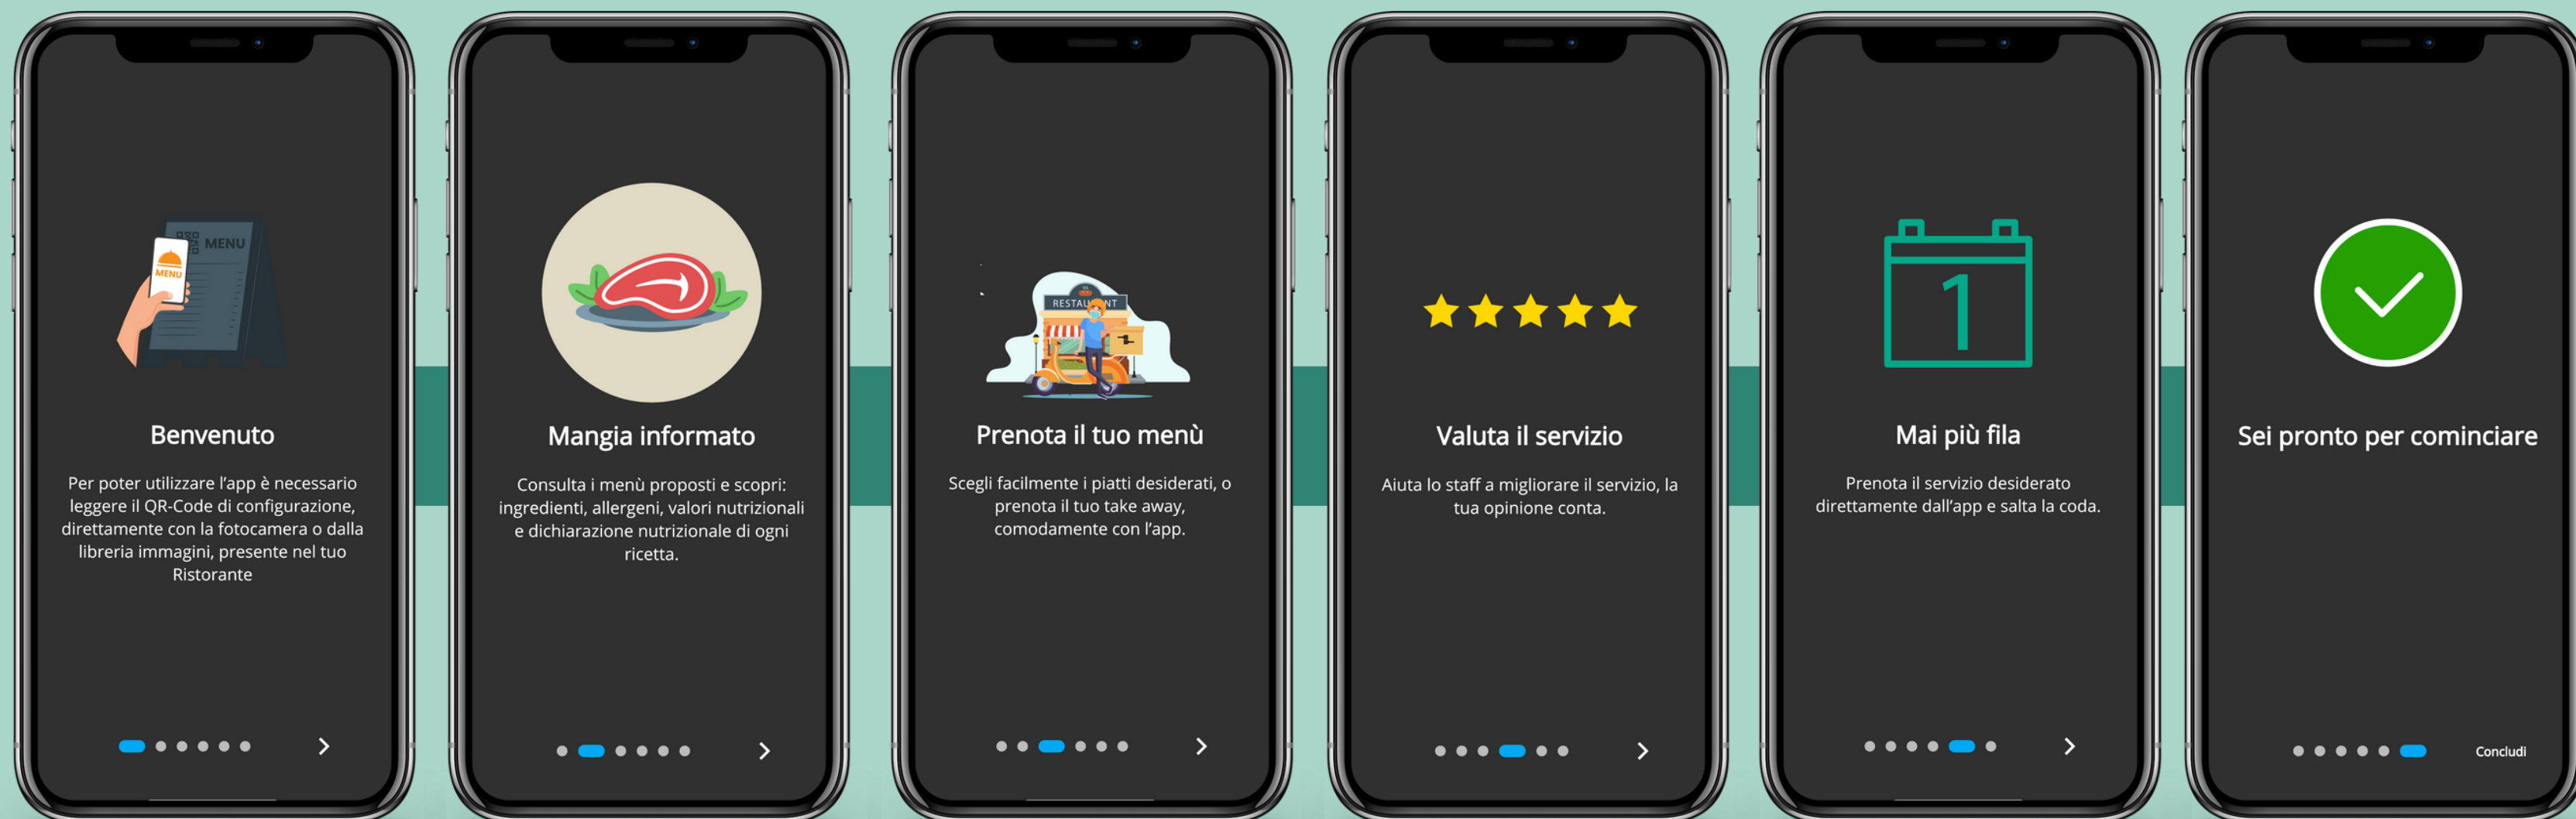 MENU
MENU
Benvenuto
Per poter utilizzare l'app è necessario
leggere il QR-Code di configurazione,
direttamente con la fotocamera o dalla
libreria immagini, presente nel tuo
Ristorante
Mangia informato
Consulta i menù proposti e scopri:
ingredienti, allergeni, valori nutrizionali
e dichiarazione nutrizionale di ogni
ricetta.
RESTAU NT
Prenota il tuo menù
Scegli facilmente i piatti desiderati, o
prenota il tuo take away,
comodamente con l'app.
Valuta il servizio
Aiuta lo staff a migliorare il servizio, la
tua opinione conta.
1
Mai più fila
Prenota il servizio desiderato
direttamente dall'app e salta la coda.
Sei pronto per cominciare
Concludi